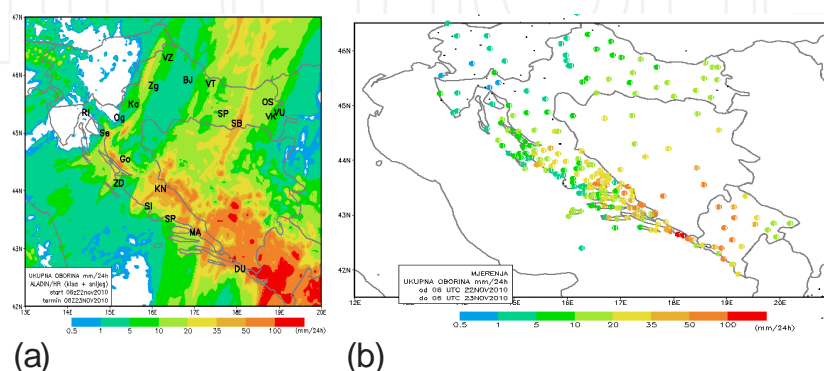 47N
46N
45N
44N
43N
42N
13E 14E 15E 16E 17E 18E 19E 20E
VZ
Zg
BJ
VT
Ka
RI
Og
SP
OS
SB
VK
VU
Se
Go
ZD
KN
SI
SP
MA
DU
UKUPNA OBORINA mm/24h
ALADIN/HR (kisa + snijeg)
start 06z22nov2010
termin 06Z23NOV2010
0.5 1 5 10 20 35 50 100 (mm/24h)
(a)
46N
45N
44N
43N
42N
12E 13E 14E 15E 16E 17E 18E 19E 20E
MJERENJA
UKUPNA OBORINA mm/24h
od 06 UTC 22NOV2010
do 06 UTC 23NOV2010
0.5 1 5 10 20 35 50 100 (mm/24h)
(b)